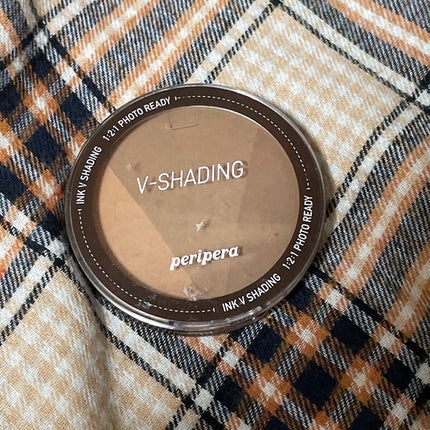 INK V SHADING 1:2:1 PHOTO READY
V-SHADING
peripera
INK V SHADING 1:2:1 PHOTO READY